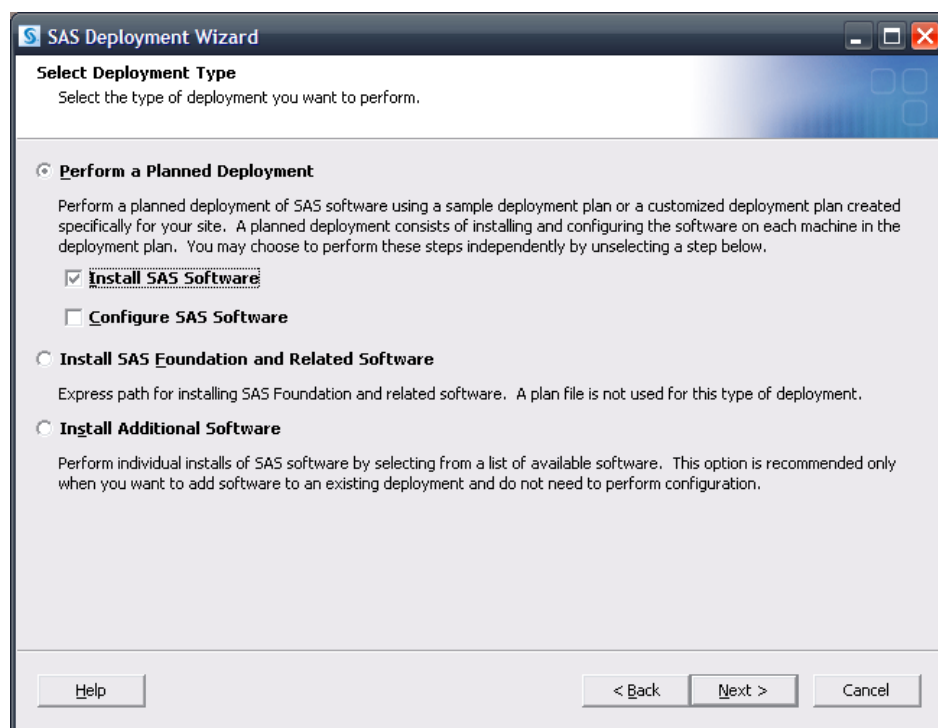 SAS Deployment Wizard
Select Deployment Type
Select the type of deployment you want to perform.
Perform a Planned Deployment
Perform a planned deployment of SAS software using a sample deployment plan or a customized deployment plan created
specifically for your site. A planned deployment consists of installing and configuring the software on each machine in the
deployment plan. You may choose to perform these steps independently by unselecting a step below.
Install SAS Software
Configure SAS Software
Install SAS Foundation and Related Software
Express path for installing SAS Foundation and related software. A plan file is not used for this type of deployment.
Install Additional Software
Perform individual installs of SAS software by selecting from a list of available software. This option is recommended only
when you want to add software to an existing deployment and do not need to perform configuration.
Help
< Back
Next >
Cancel